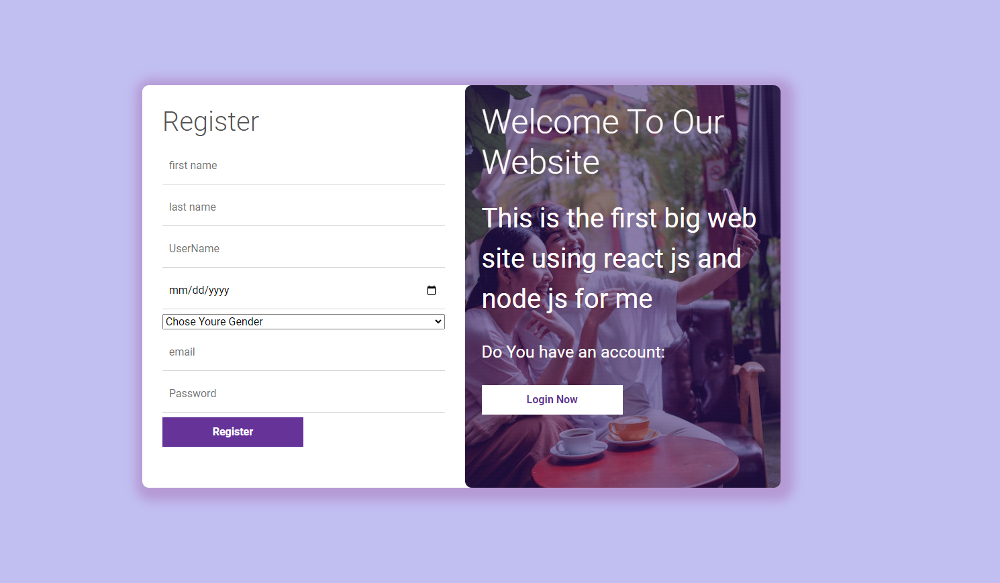 Register
first name
last name
UserName
mm/dd/yyyy
Chose Youre Gender
email
Password
Register
Welcome To Our
Website
This is the first big web
site using react js and
node js for me
Do You have an account:
Login Now